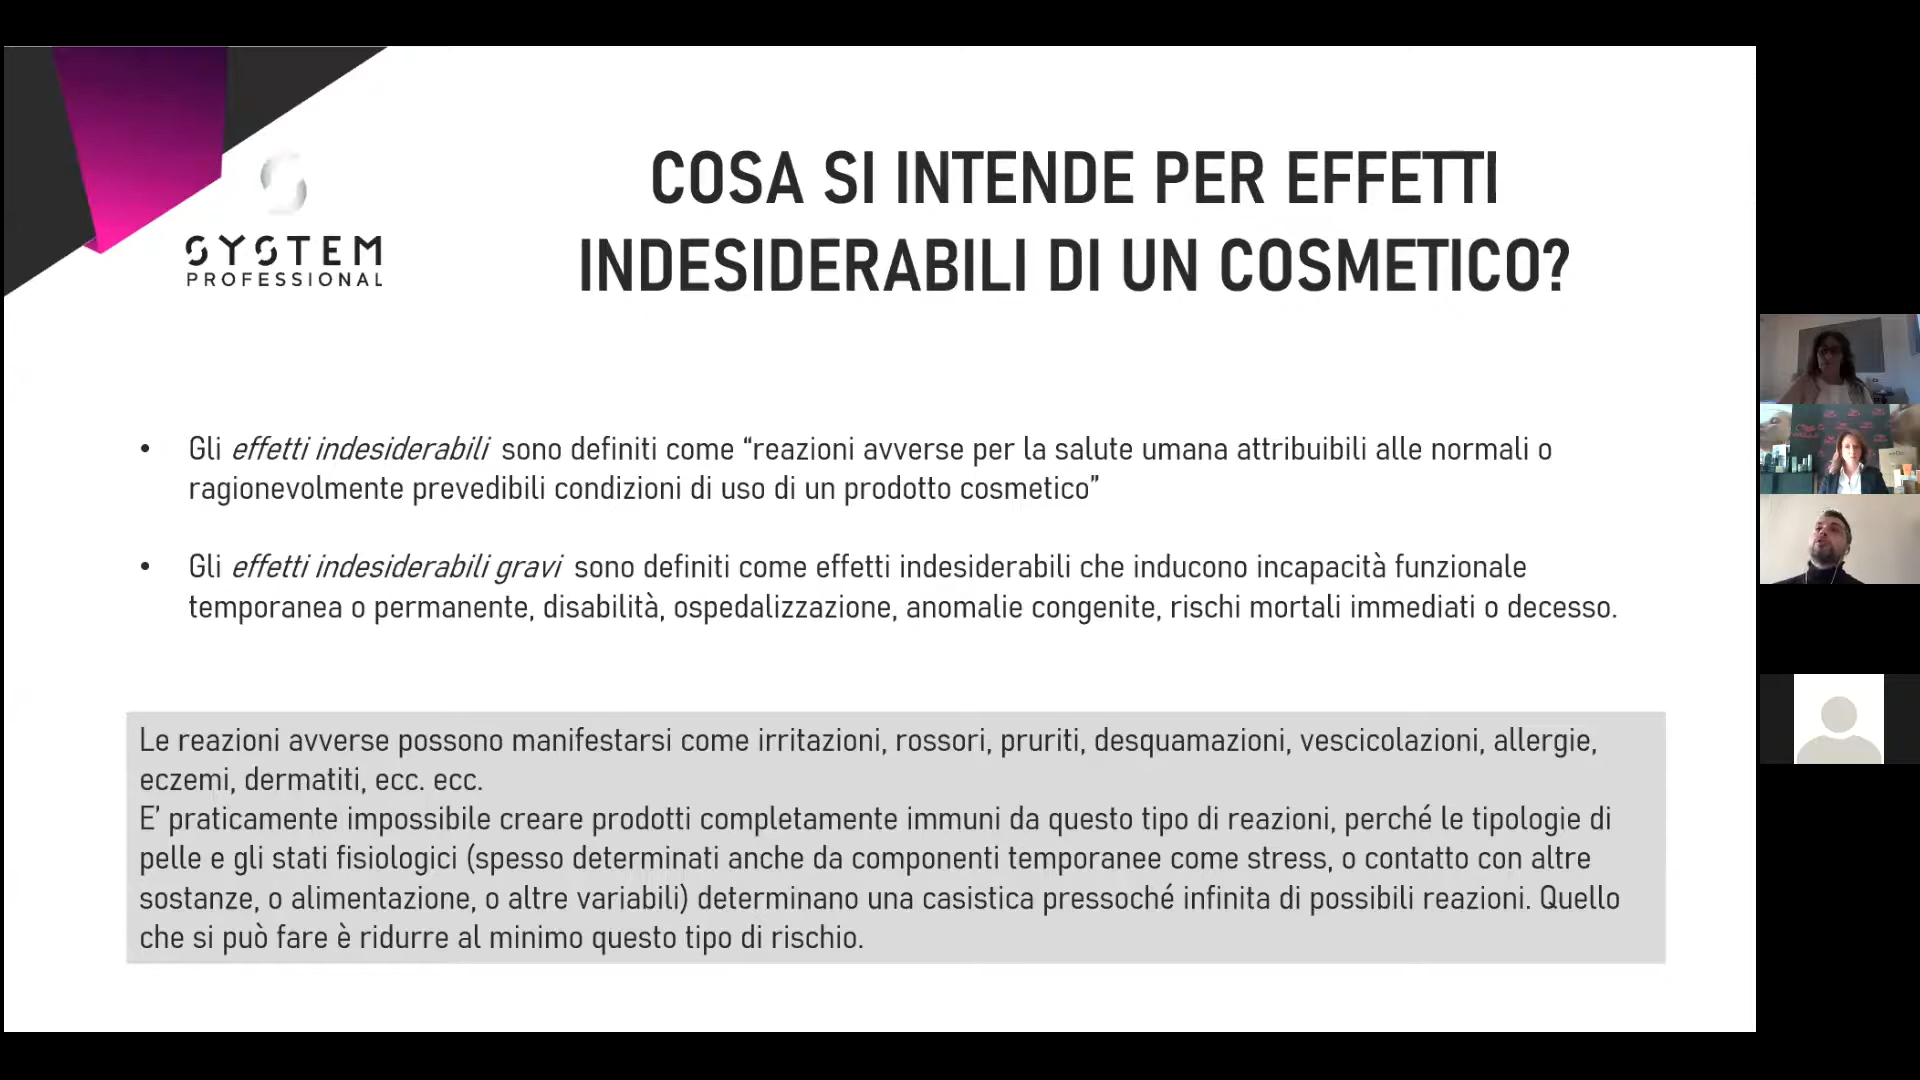 SYSTEM
PROFESSIONAL
COSA SI INTENDE PER EFFETTI
INDESIDERABILI DI UN COSMETICO?
• Gli effetti indesiderabili sono definiti come “reazioni avverse per la salute umana attribuibili alle normali o
ragionevolmente prevedibili condizioni di uso di un prodotto cosmetico”
• Gli effetti indesiderabili gravi sono definiti come effetti indesiderabili che inducono incapacità funzionale
temporanea o permanente, disabilità, ospedalizzazione, anomalie congenite, rischi mortali immediati o decesso.
Le reazioni avverse possono manifestarsi come irritazioni, rossori, pruriti, desquamazioni, vescicolazioni, allergie,
eczemi, dermatiti, ecc. ecc.
E’ praticamente impossibile creare prodotti completamente immuni da questo tipo di reazioni, perché le tipologie di
pelle e gli stati fisiologici (spesso determinati anche da componenti temporanee come stress, o contatto con altre
sostanze, o alimentazione, o altre variabili) determinano una casistica pressoché infinita di possibili reazioni. Quello
che si può fare è ridurre al minimo questo tipo di rischio.